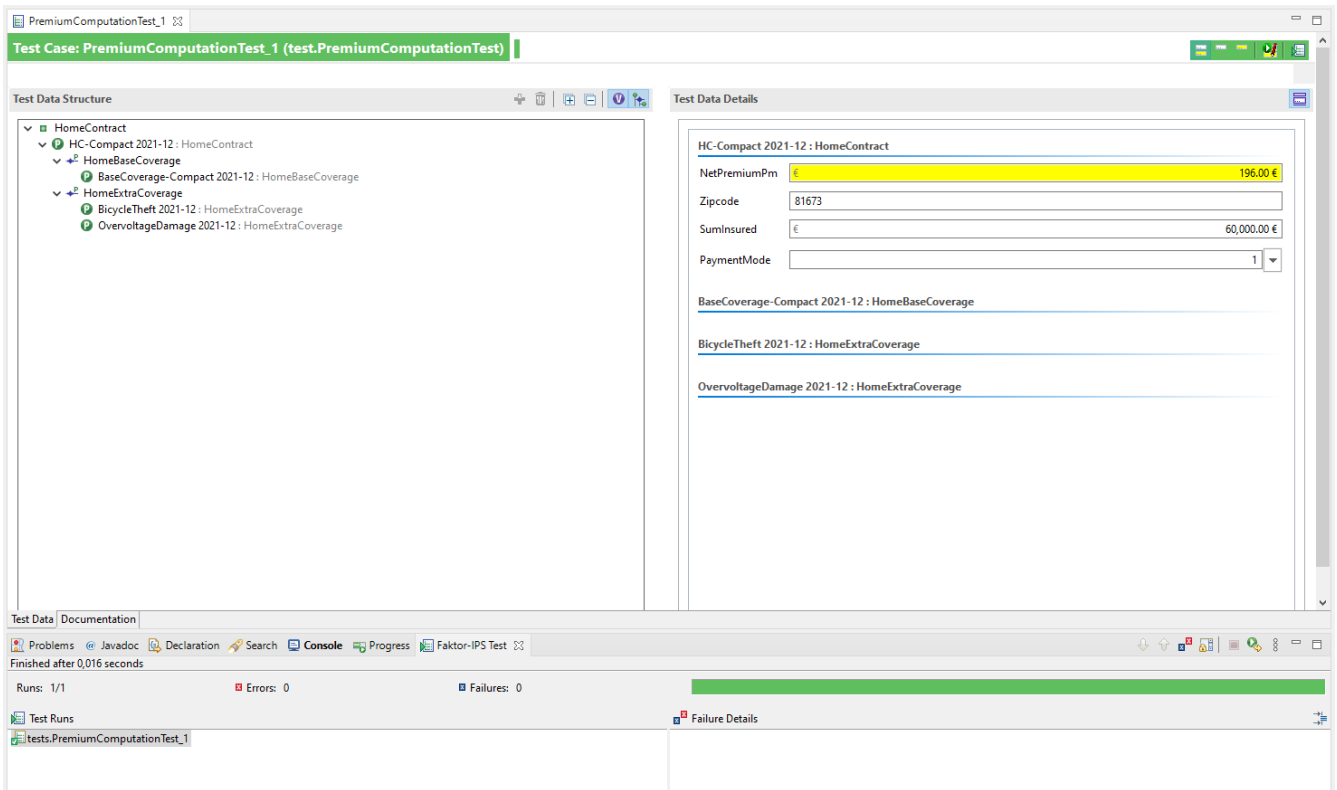 PremiumComputationTest_1
Test Case: PremiumComputationTest_1 (test.PremiumComputationTest)
Test Data Structure
HomeContract
HC-Compact 2021-12 : HomeContract
HomeBaseCoverage
BaseCoverage-Compact 2021-12 : HomeBaseCoverage
HomeExtraCoverage
BicycleTheft 2021-12 : HomeExtraCoverage
OvervoltageDamage 2021-12 : HomeExtraCoverage
Test Data Details
HC-Compact 2021-12 : HomeContract
NetPremiumPm € 196.00 €
Zipcode 81673
SumInsured € 60,000.00 €
PaymentMode 1
BaseCoverage-Compact 2021-12 : HomeBaseCoverage
BicycleTheft 2021-12 : HomeExtraCoverage
OvervoltageDamage 2021-12 : HomeExtraCoverage
Test Data Documentation
Problems @ Javadoc Declaration Search Console Progress Faktor-IPS Test
Finished after 0,016 seconds
Runs: 1/1 Errors: 0 Failures: 0
Test Runs
tests.PremiumComputationTest_1
Failure Details